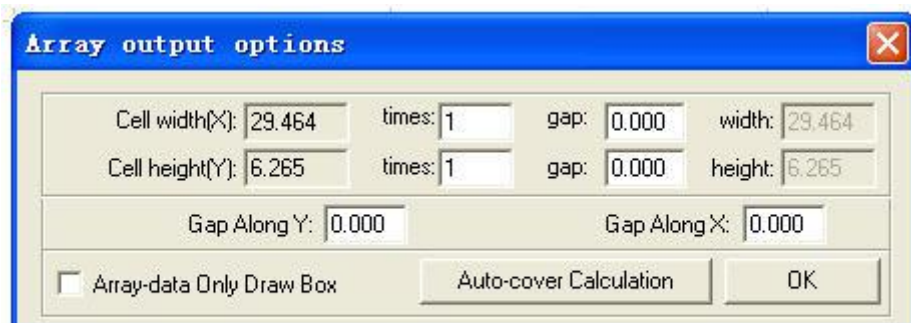 Array output options
Cell width(X): 29.464 times: 1 gap: 0.000 width: 29.464
Cell height(Y): 6.265 times: 1 gap: 0.000 height: 6.265
Gap Along Y: 0.000 Gap Along X: 0.000
Array-data Only Draw Box Auto-cover Calculation OK